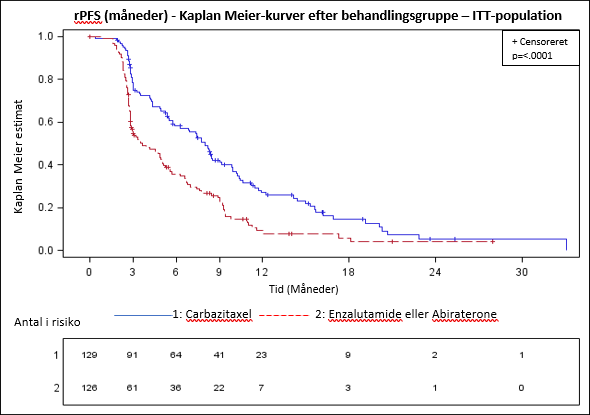 rPFS (måneder) - Kaplan Meier-kurver efter behandlingsgruppe – ITT-population
+ Censoreret
p=<.0001
Kaplan Meier estimat
1.0
0.8
0.6
0.4
0.2
0.0
0 3 6 9 12 18 24 30
Tid (Måneder)
1: Carbazitaxel 2: Enzalutamide eller Abiraterone
Antal i risiko
1 129 91 64 41 23 9 2 1
2 126 61 36 22 7 3 1 0